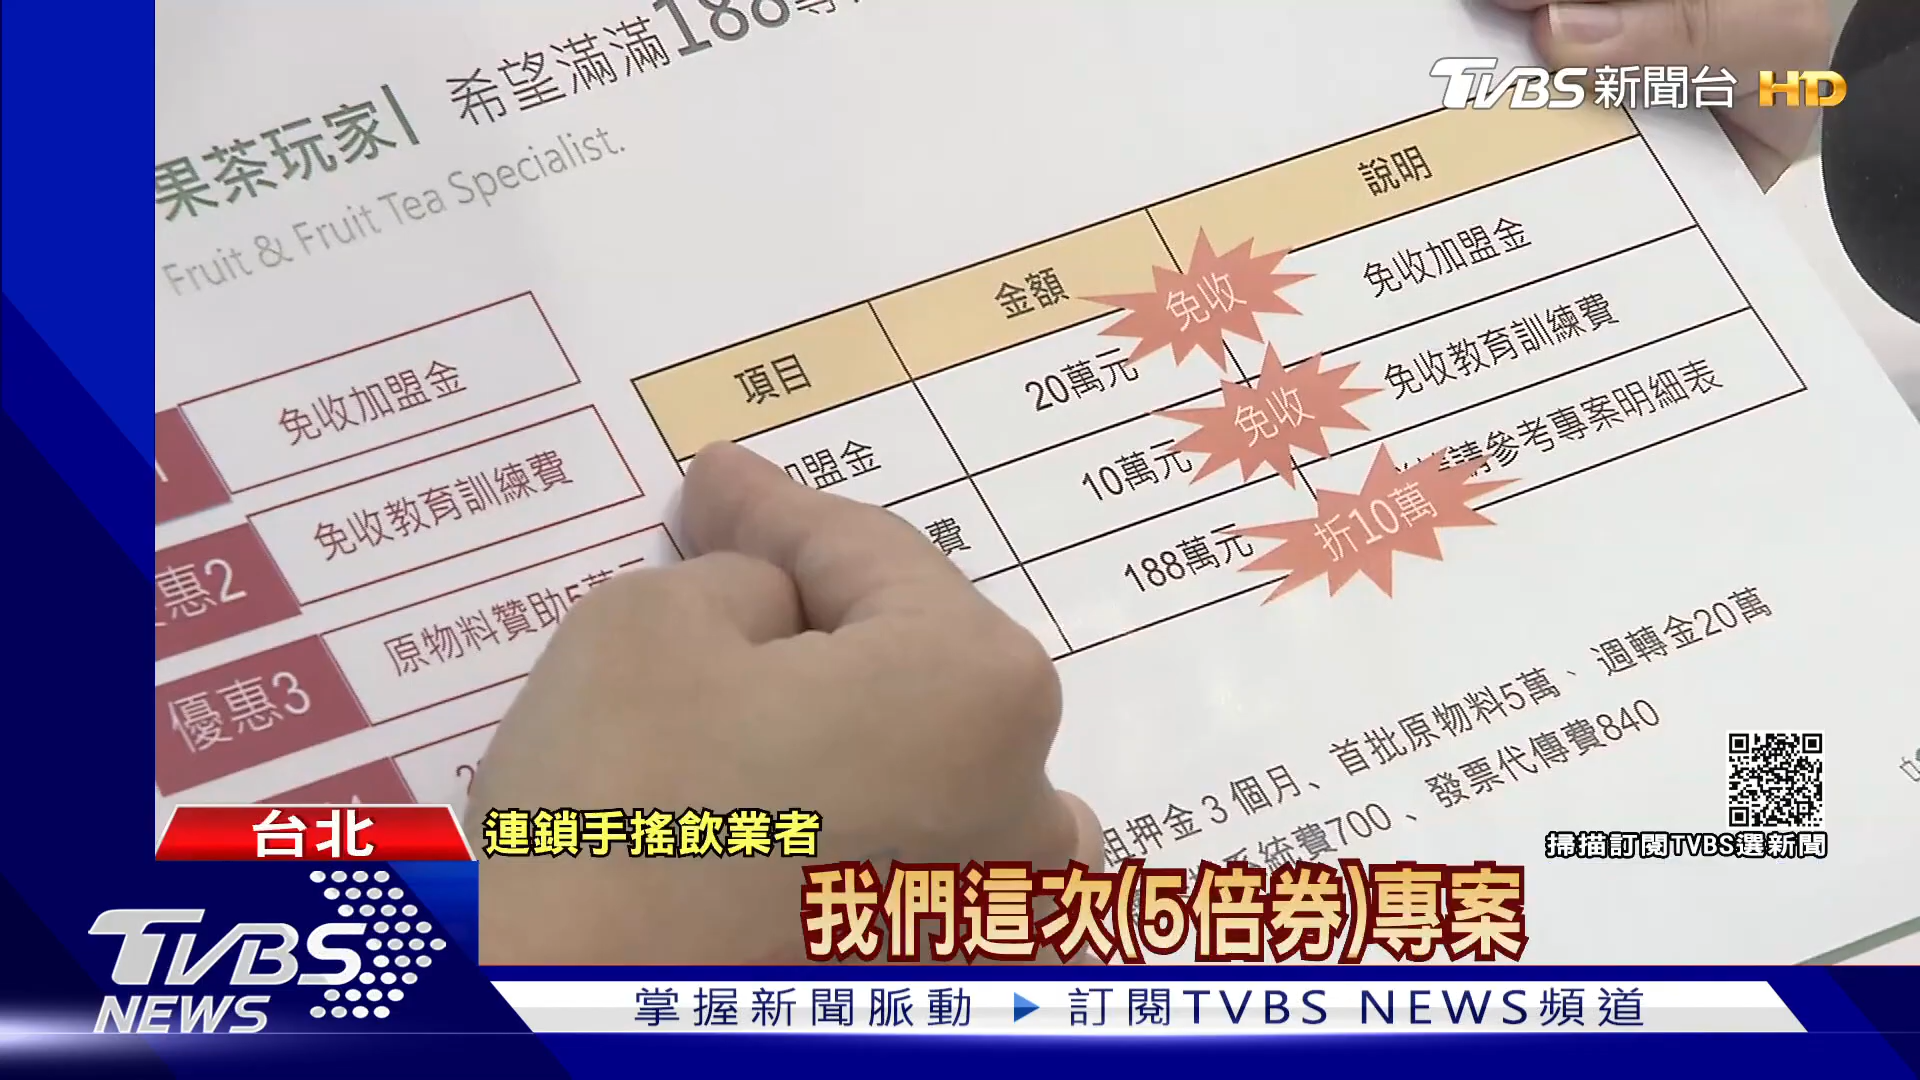 TVBS新聞台 HD
果茶玩家| 希望滿滿188專
Fruit & Fruit Tea Specialist.
免收加盟金
免收教育訓練費
惠2
原物料贊助5萬元
優惠3
項目 金額 說明
加盟金 20萬元 免收 免收加盟金
費 10萬元 免收 免收教育訓練費
188萬元 折10萬 請參考專案明細表
租押金3個月、首批原物料5萬、週轉金20萬
系統費700、發票代傳費840
掃描訂閱TVBS選新聞
台北
連鎖手搖飲業者
我們這次(5倍券)專案
TVBS NEWS
掌握新聞脈動 ▶ 訂閱TVBS NEWS頻道